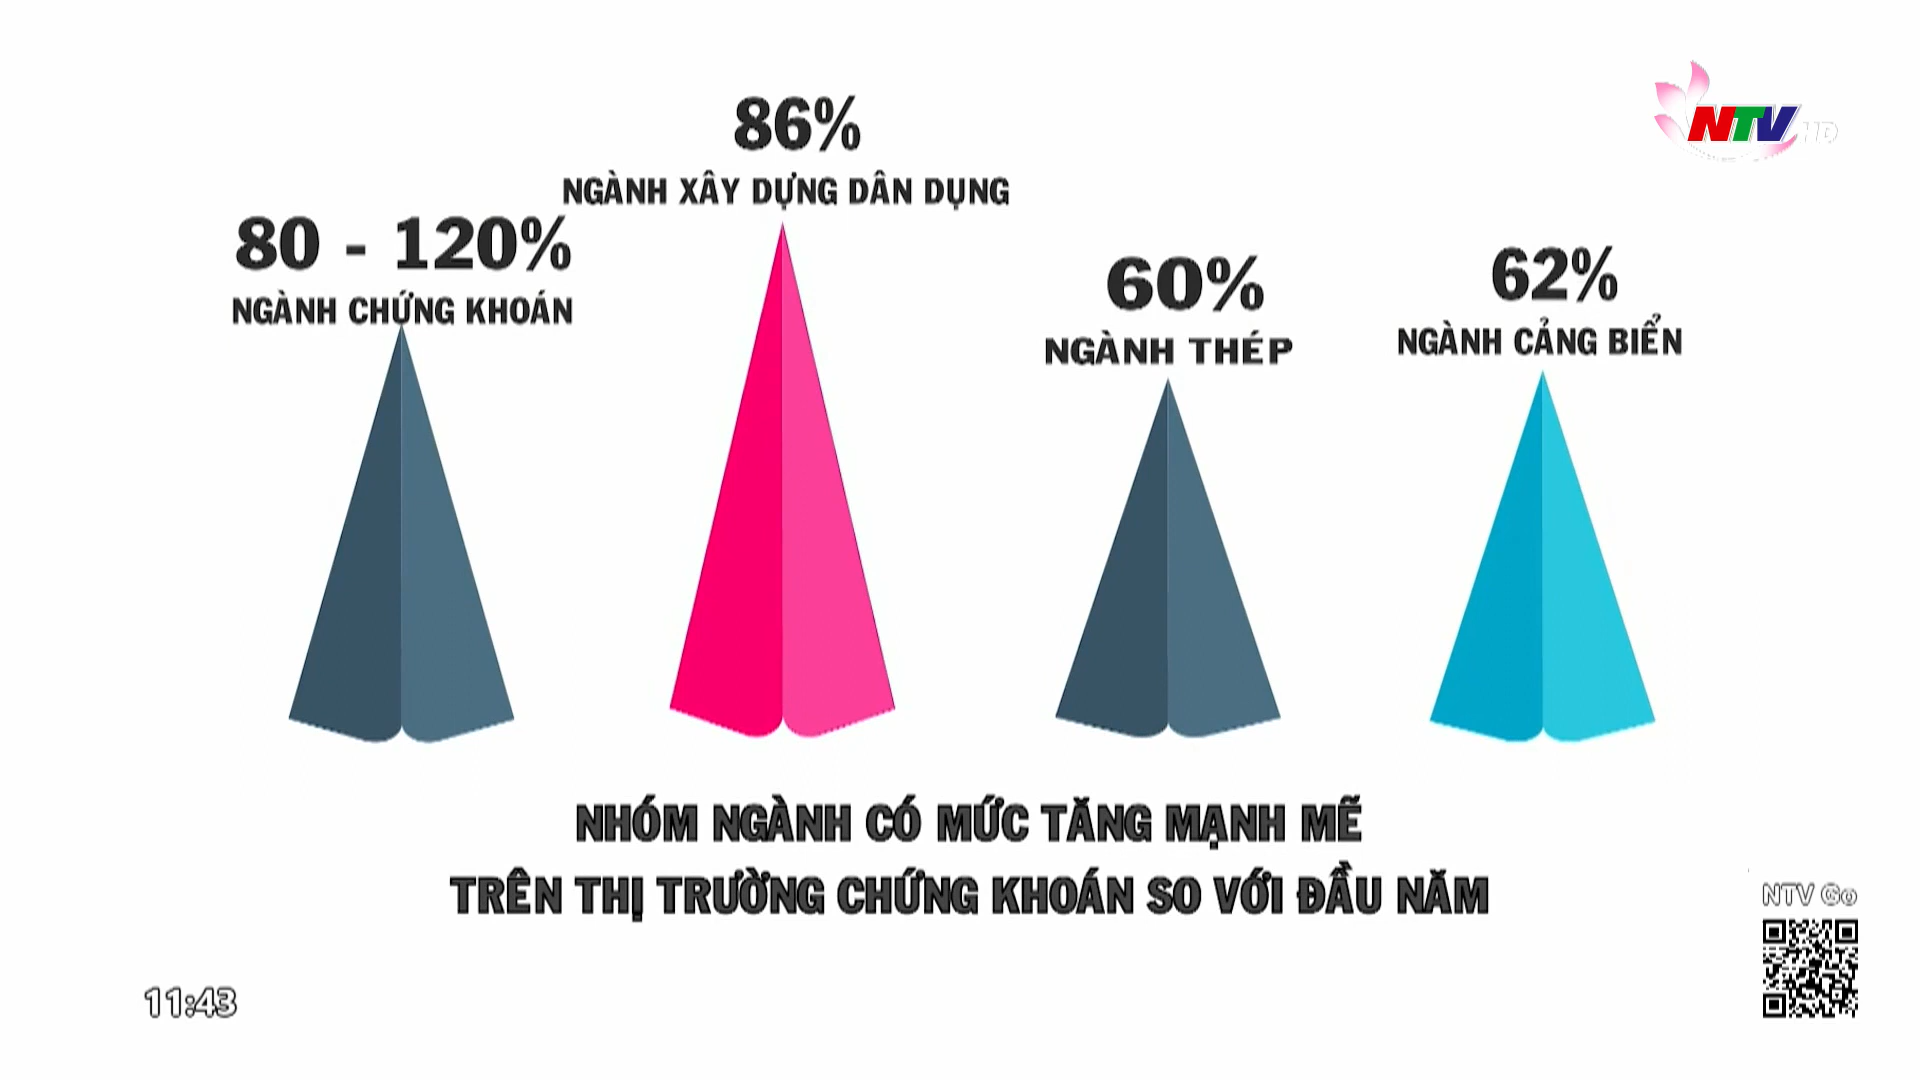 86%
NGÀNH XÂY DỰNG DÂN DỤNG
80 - 120%
NGÀNH CHỨNG KHOÁN
60%
NGÀNH THÉP
62%
NGÀNH CẢNG BIỂN
NTV HD
NHÓM NGÀNH CÓ MỨC TĂNG MẠNH MẼ
TRÊN THỊ TRƯỜNG CHỨNG KHOÁN SO VỚI ĐẦU NĂM
NTV Go
11:43